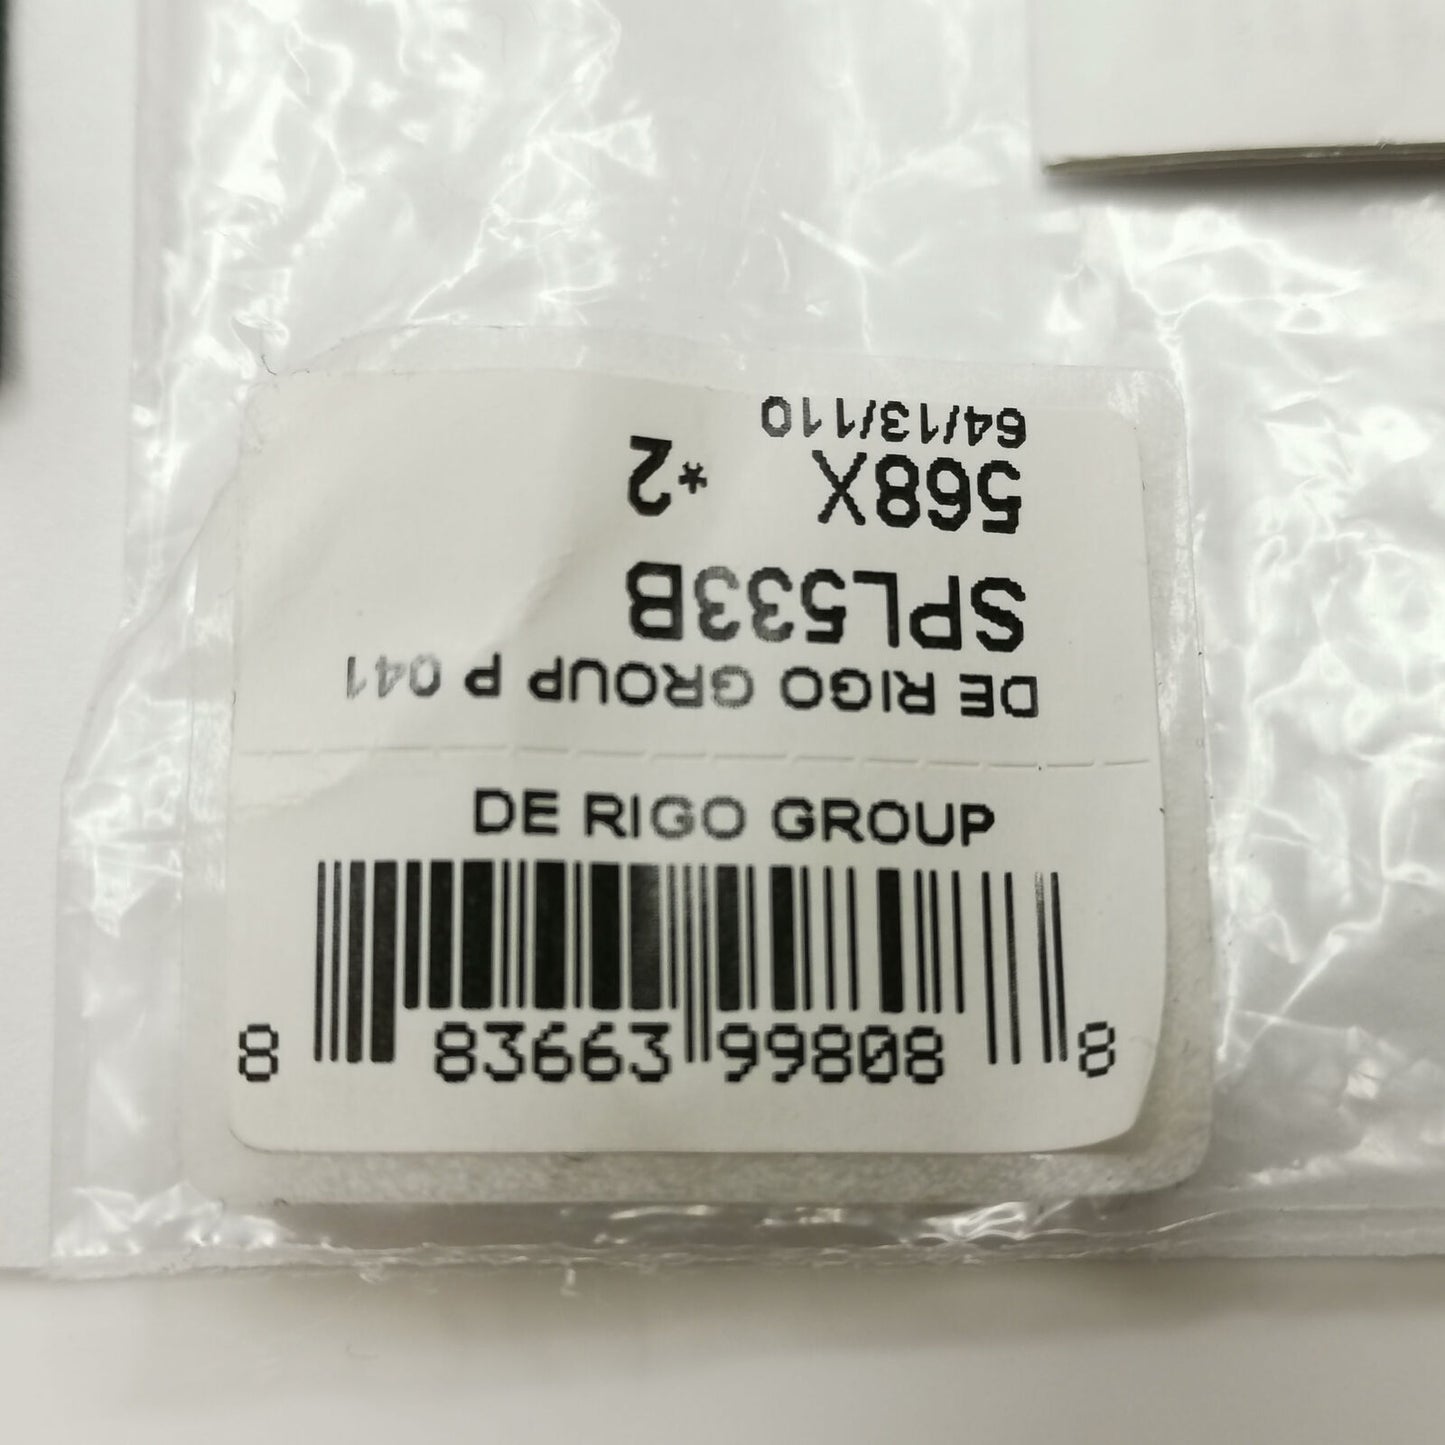 DE RIGO GROUP P 041
SPL533B
568X *2
64/13/110
DE RIGO GROUP
8 83663 99808 8